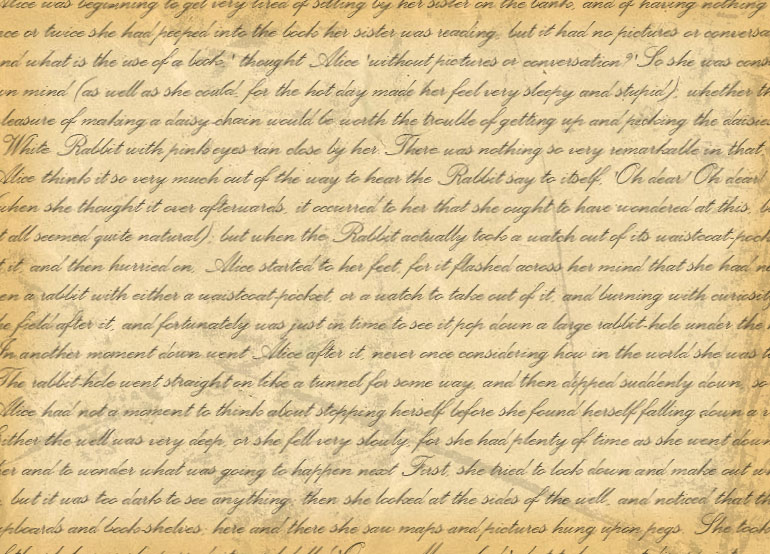 Alice was beginning to get very tired of sitting by her sister on the bank, and of having nothing
ce or twice she had peeped into the book her sister was reading, but it had no pictures or conversa
nd what is the use of a book,' thought Alice 'without pictures or conversation?' So she was cons
wn mind (as well as she could, for the hot day made her feel very sleepy and stupid), whether th
leasure of making a daisy-chain would be worth the trouble of getting up and picking the daisies
White Rabbit with pink eyes ran close by her. There was nothing so very remarkable in that
Alice think it so very much out of the way to hear the Rabbit say to itself, 'Oh dear! Oh dear!
when she thought it over afterwards, it occurred to her that she ought to have wondered at this, b
t all seemed quite natural); but when the Rabbit actually took a watch out of its waistcoat-pock
t it, and then hurried on, Alice started to her feet, for it flashed across her mind that she had n
en a rabbit with either a waistcoat-pocket, or a watch to take out of it, and burning with curiosity
he field after it, and fortunately was just in time to see it pop down a large rabbit-hole under the h
In another moment down went Alice after it, never once considering how in the world she was to
The rabbit-hole went straight on like a tunnel for some way, and then dipped suddenly down, so
Alice had not a moment to think about stopping herself before she found herself falling down a v
Either the well was very deep, or she fell very slowly, for she had plenty of time as she went down
her and to wonder what was going to happen next. First, she tried to look down and make out w
, but it was too dark to see anything; then she looked at the sides of the well, and noticed that th
upboards and book-shelves; here and there she saw maps and pictures hung upon pegs. She took